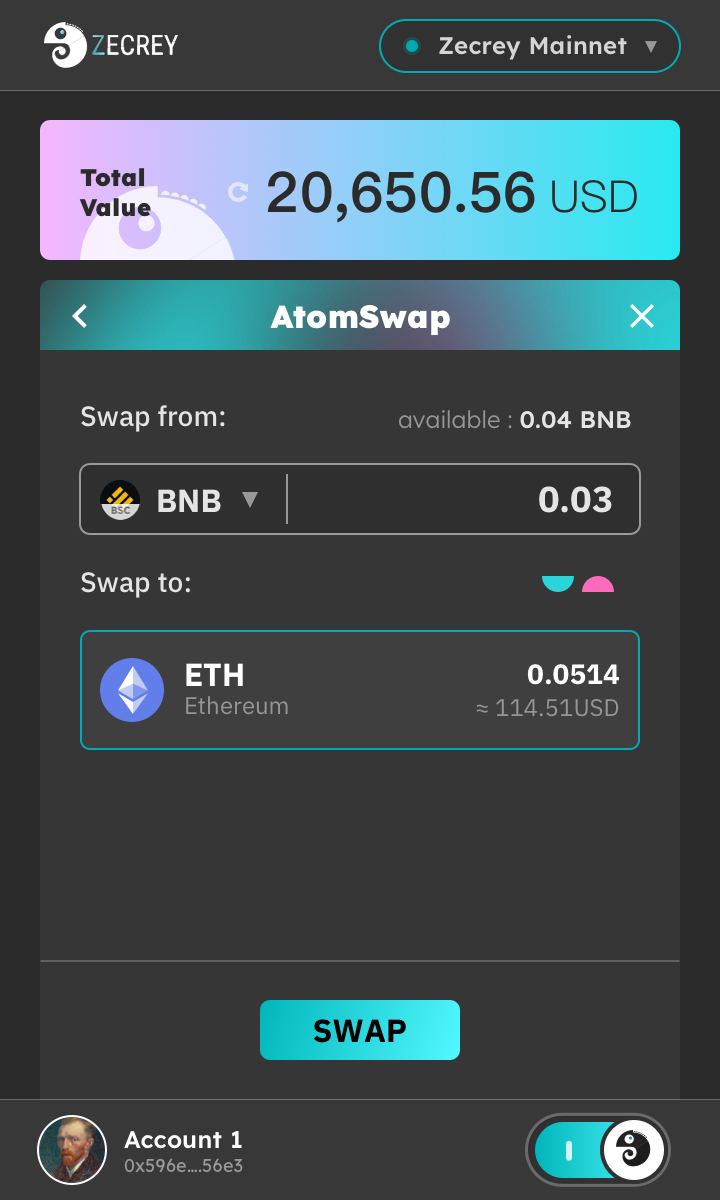 ZECREY
Zecrey Mainnet
Total
Value
20,650.56 USD
AtomSwap
Swap from:
available : 0.04 BNB
BSC
BNB
0.03
Swap to:
ETH
0.0514
Ethereum
≈ 114.51USD
SWAP
Account 1
0x596e....56e3